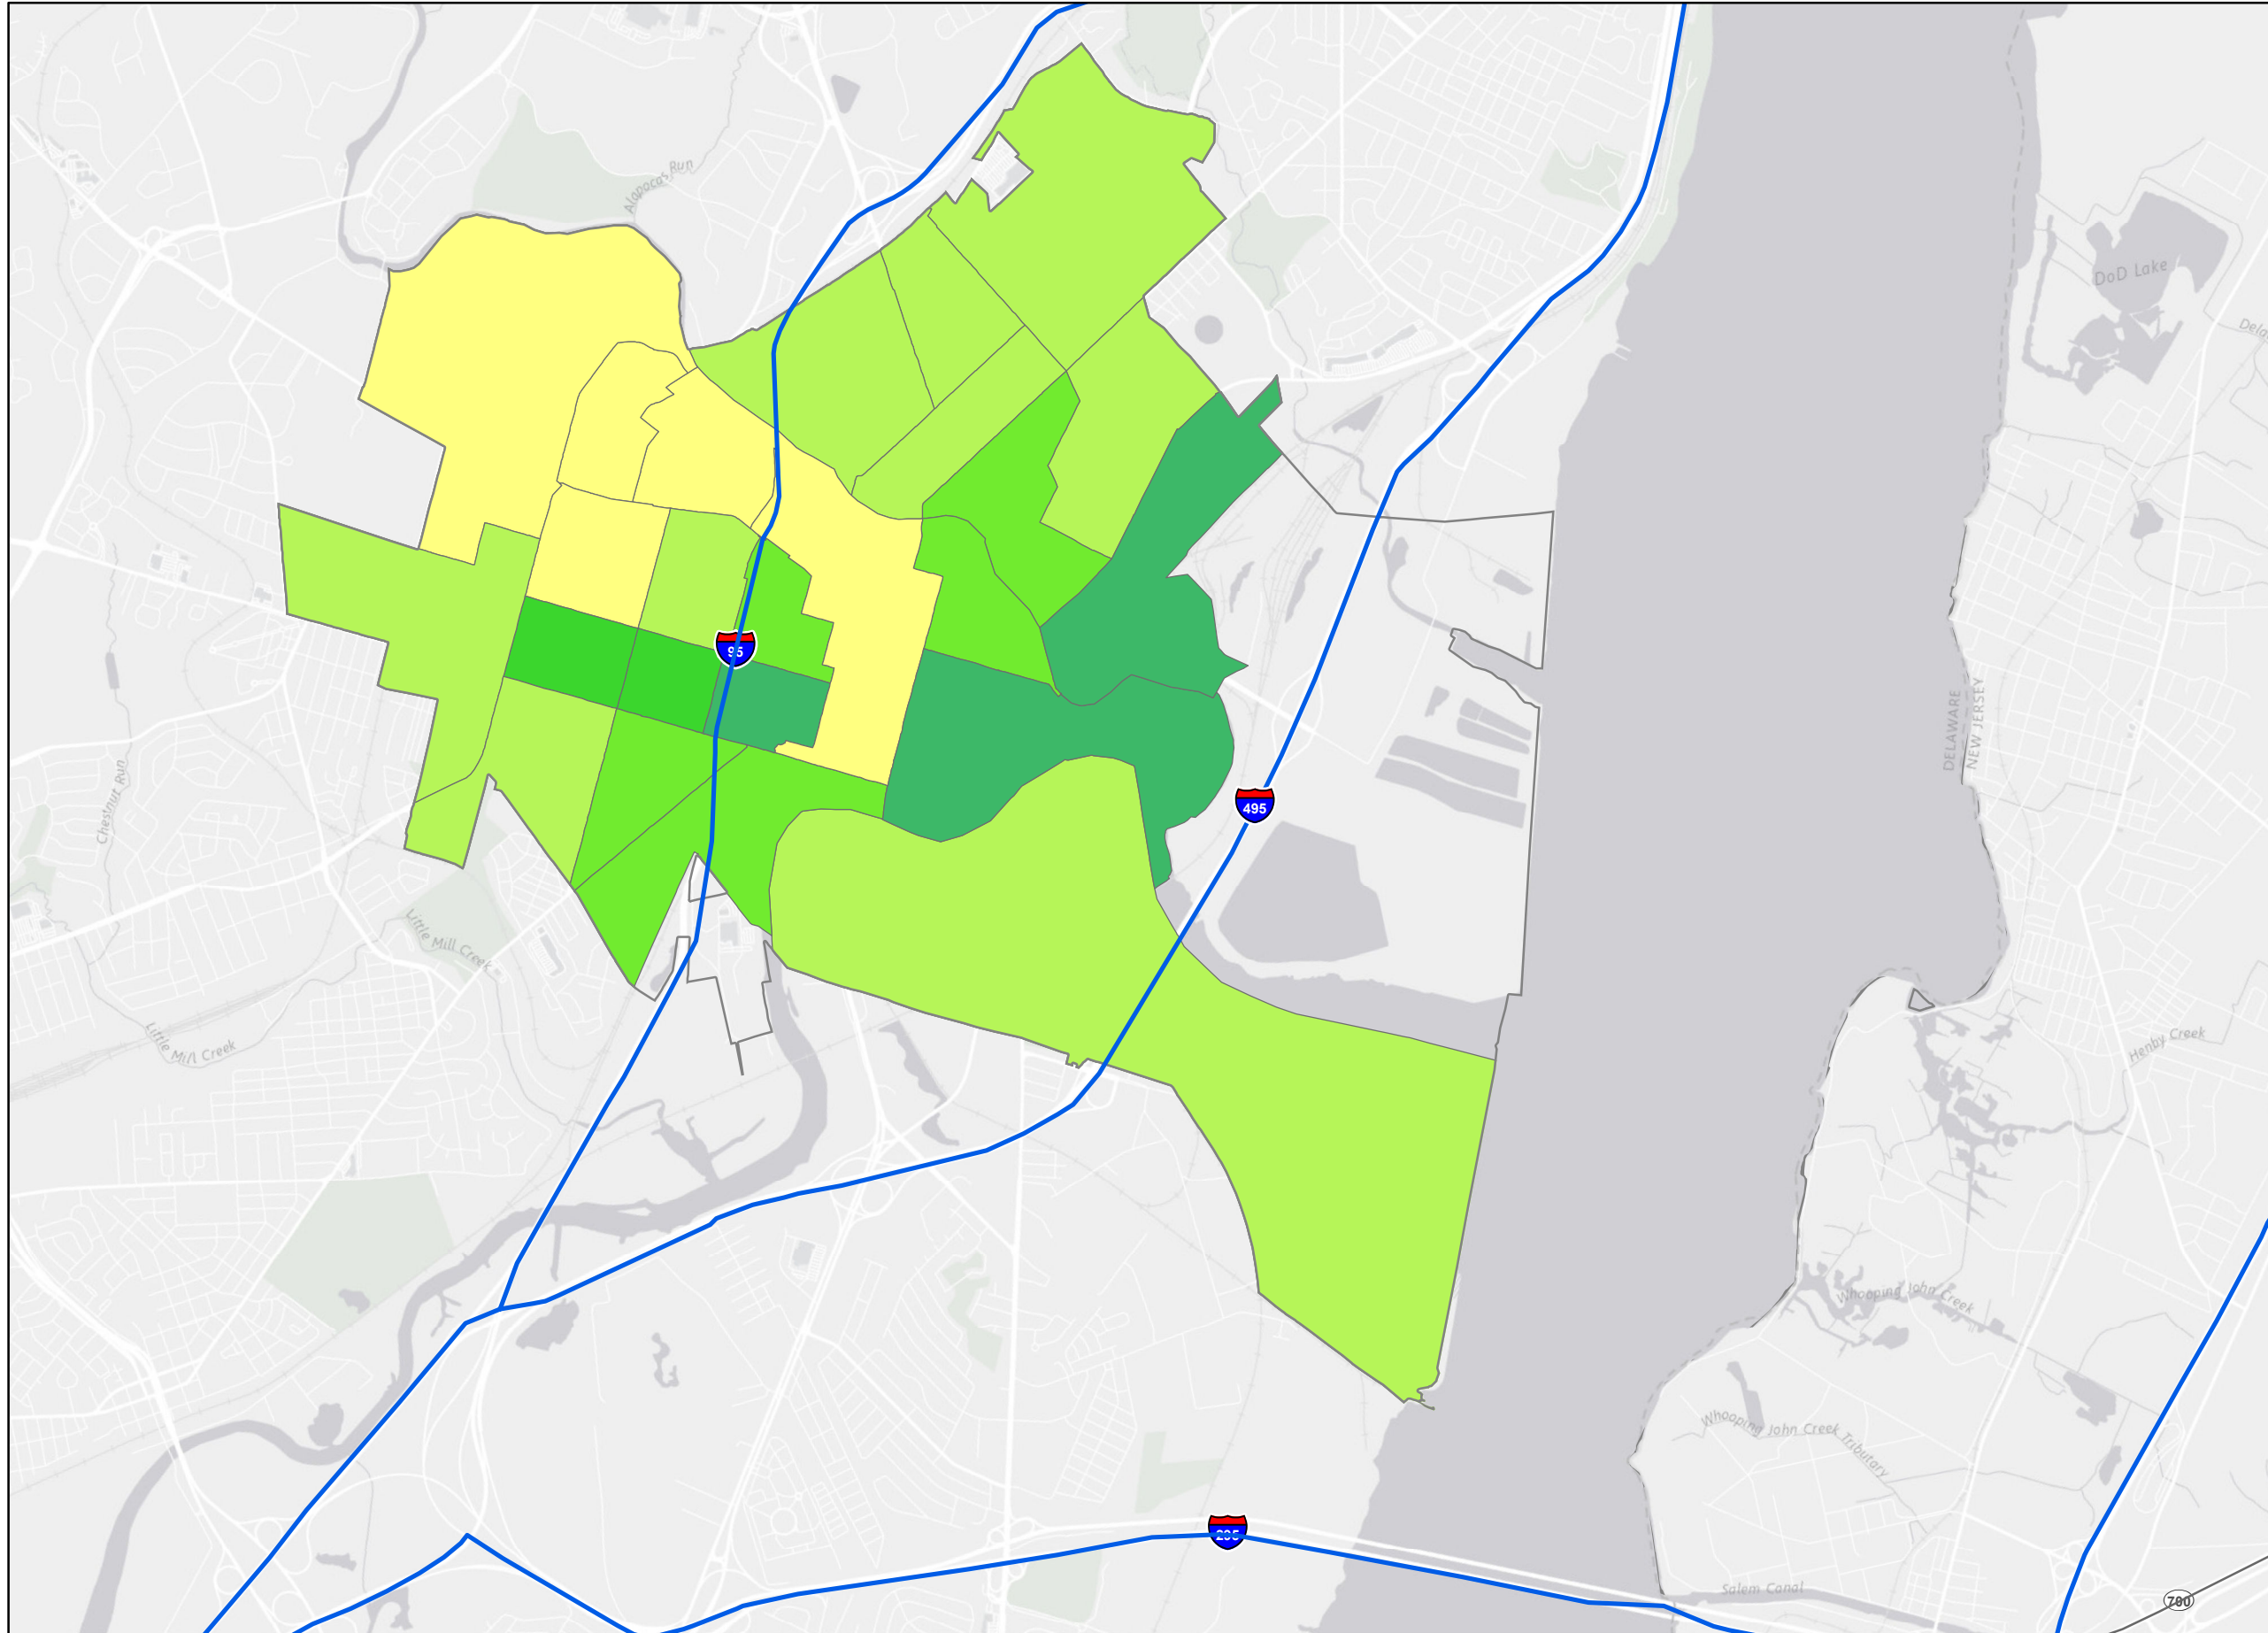 Alapocas Run
DoD Lake
95
DELAWARE
NEW JERSEY
Chestnut Run
495
Little Mill Creek
Little Mill Creek
Henby Creek
Whooping John Creek
Whooping John Creek Tributary
295
Salem Canal
700